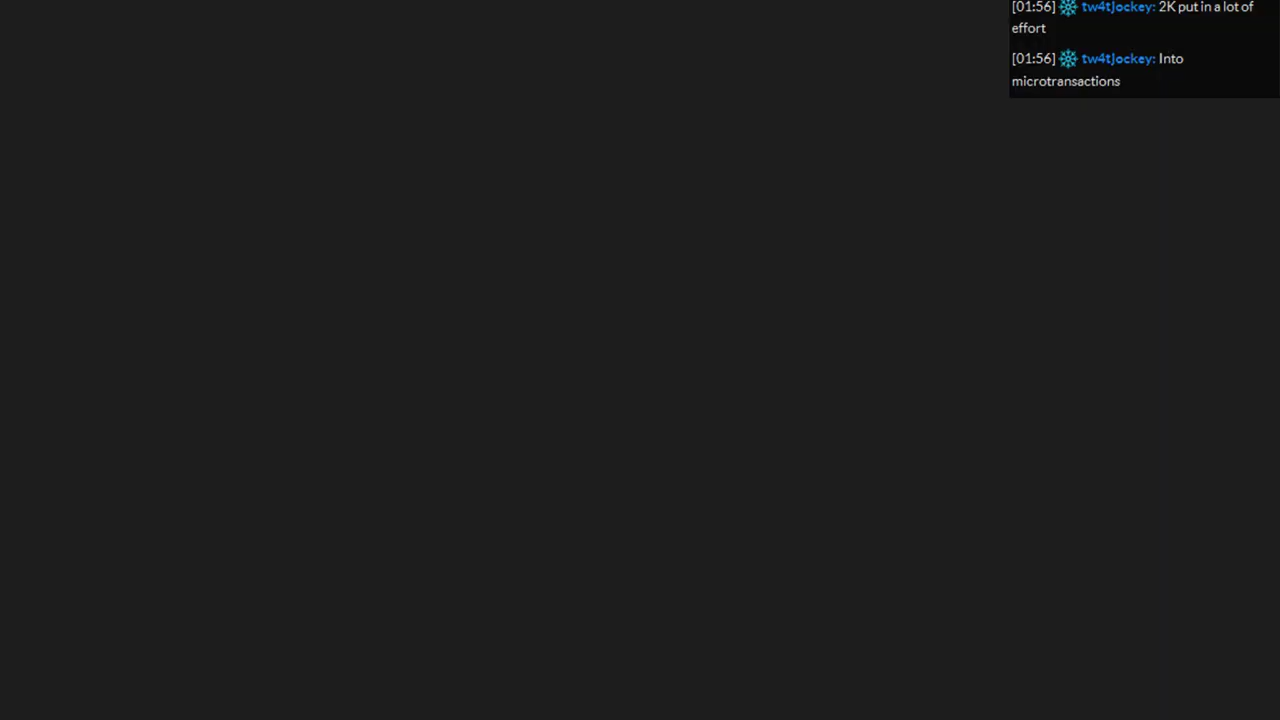 [01:56] tw4tJockey: 2K put in a lot of
effort
[01:56] tw4tJockey: Into
microtransactions